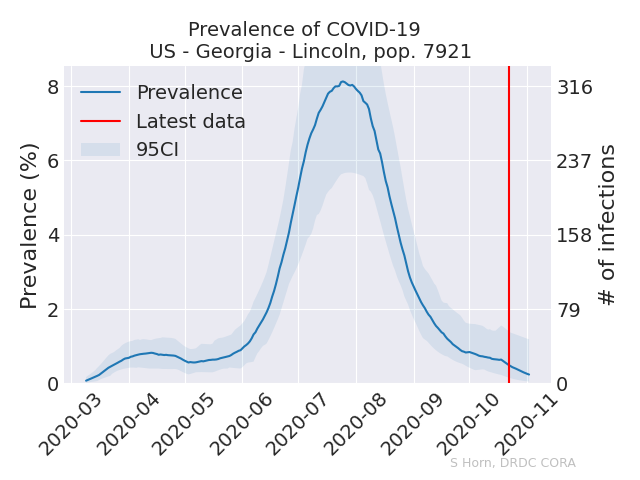 Prevalence of COVID-19
US - Georgia - Lincoln, pop. 7921
Prevalence
Latest data
95CI
Prevalence (%)
8
6
4
2
0
316
237
158
79
0
# of infections
2020-03
2020-04
2020-05
2020-06
2020-07
2020-08
2020-09
2020-10
2020-11
S Horn, DRDC CORA